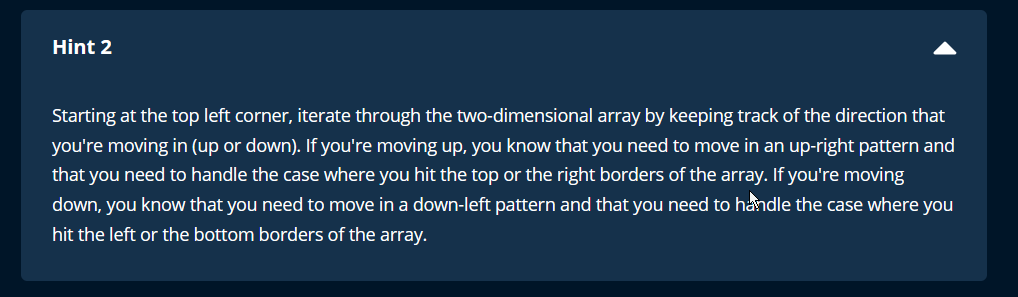 Hint 2
Starting at the top left corner, iterate through the two-dimensional array by keeping track of the direction that
you're moving in (up or down). If you're moving up, you know that you need to move in an up-right pattern and
that you need to handle the case where you hit the top or the right borders of the array. If you're moving
down, you know that you need to move in a down-left pattern and that you need to handle the case where you
hit the left or the bottom borders of the array.